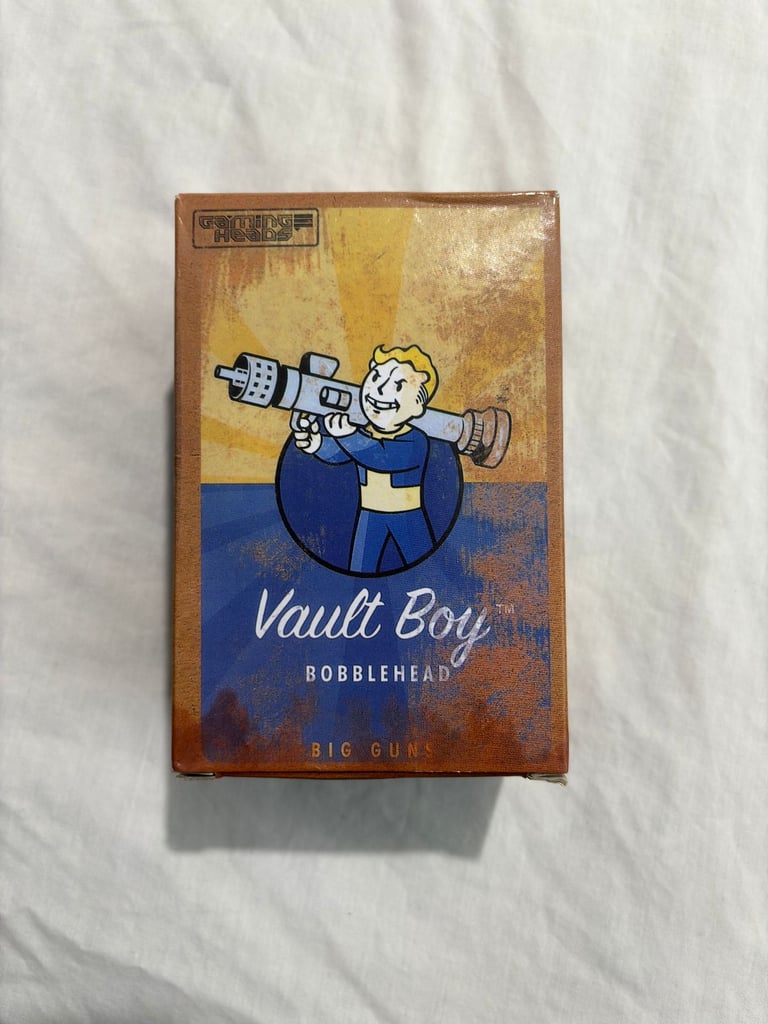 GAMING
HEADS
Vault Boy™
BOBBLEHEAD
BIG GUNS